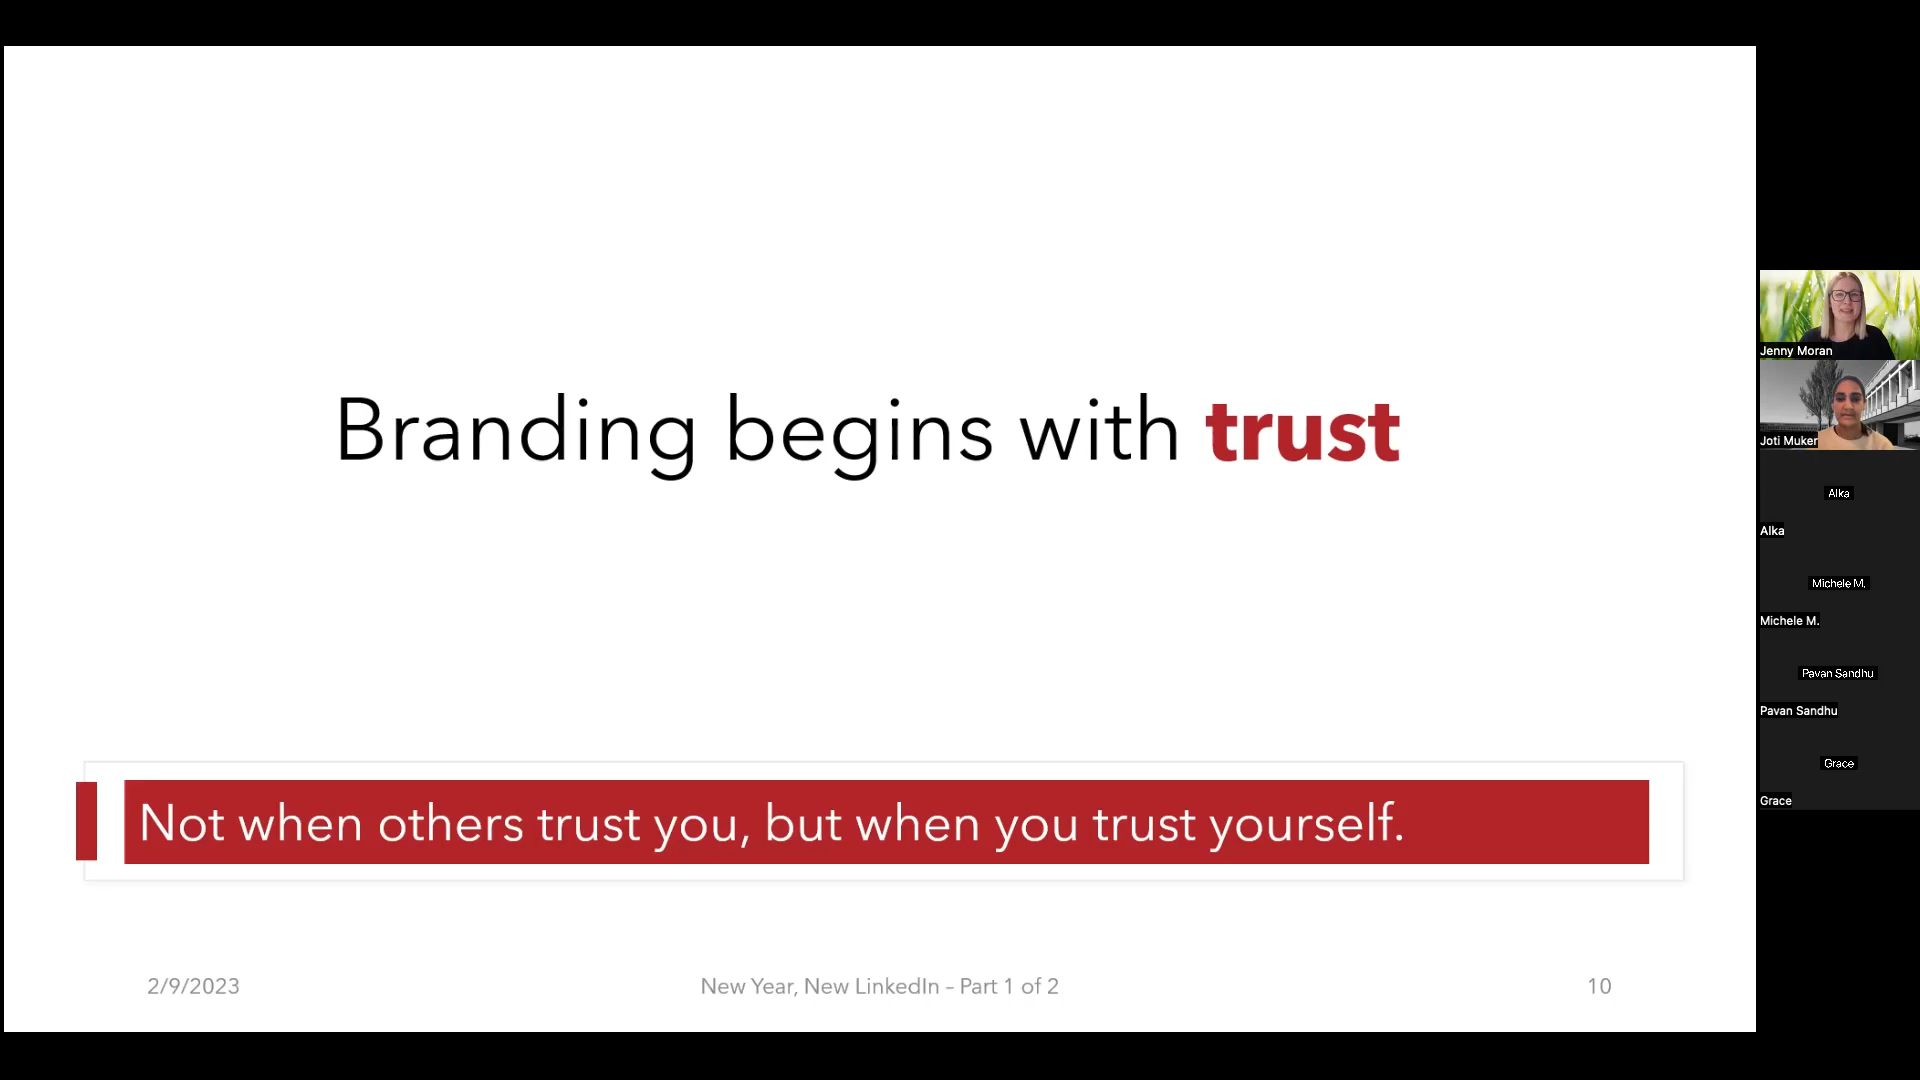 Branding begins with trust
Not when others trust you, but when you trust yourself.
2/9/2023
New Year, New LinkedIn – Part 1 of 2
10
Jenny Moran
Joti Muker
Alka
Alka
Michele M.
Michele M.
Pavan Sandhu
Pavan Sandhu
Grace
Grace